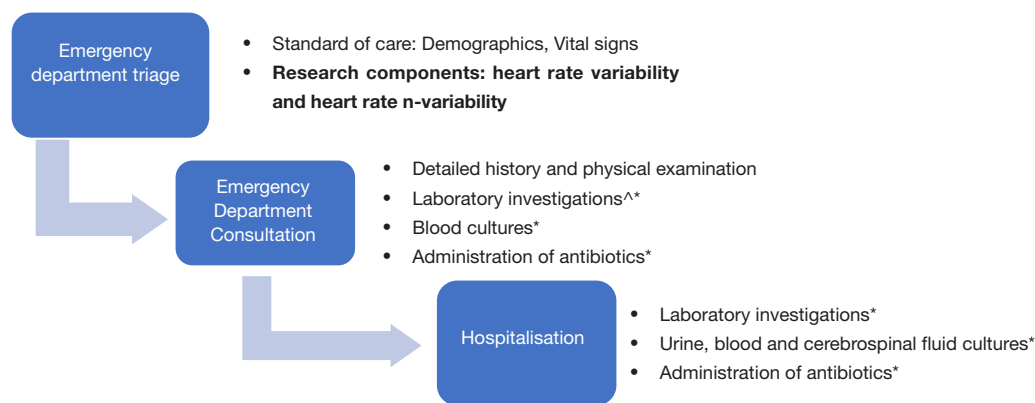 Emergency
department triage
• Standard of care: Demographics, Vital signs
• Research components: heart rate variability
and heart rate n-variability
Emergency
Department
Consultation
• Detailed history and physical examination
• Laboratory investigations^*
• Blood cultures*
• Administration of antibiotics*
Hospitalisation
• Laboratory investigations*
• Urine, blood and cerebrospinal fluid cultures*
• Administration of antibiotics*